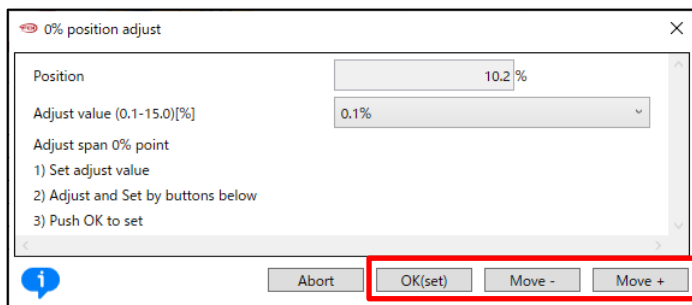 0% position adjust
Position 10.2 %
Adjust value (0.1-15.0)[%] 0.1%
Adjust span 0% point
1) Set adjust value
2) Adjust and Set by buttons below
3) Push OK to set
Abort OK(set) Move - Move +